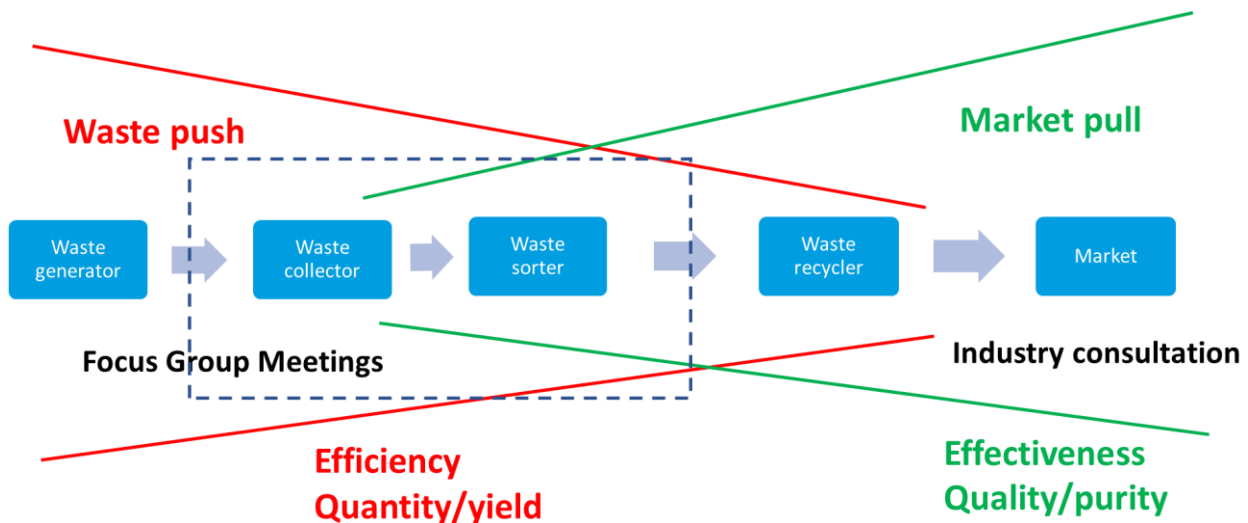 Waste push
Market pull
Waste
generator
Waste
collector
Waste
sorter
Waste
recycler
Market
Focus Group Meetings
Industry consultation
Efficiency
Quantity/yield
Effectiveness
Quality/purity